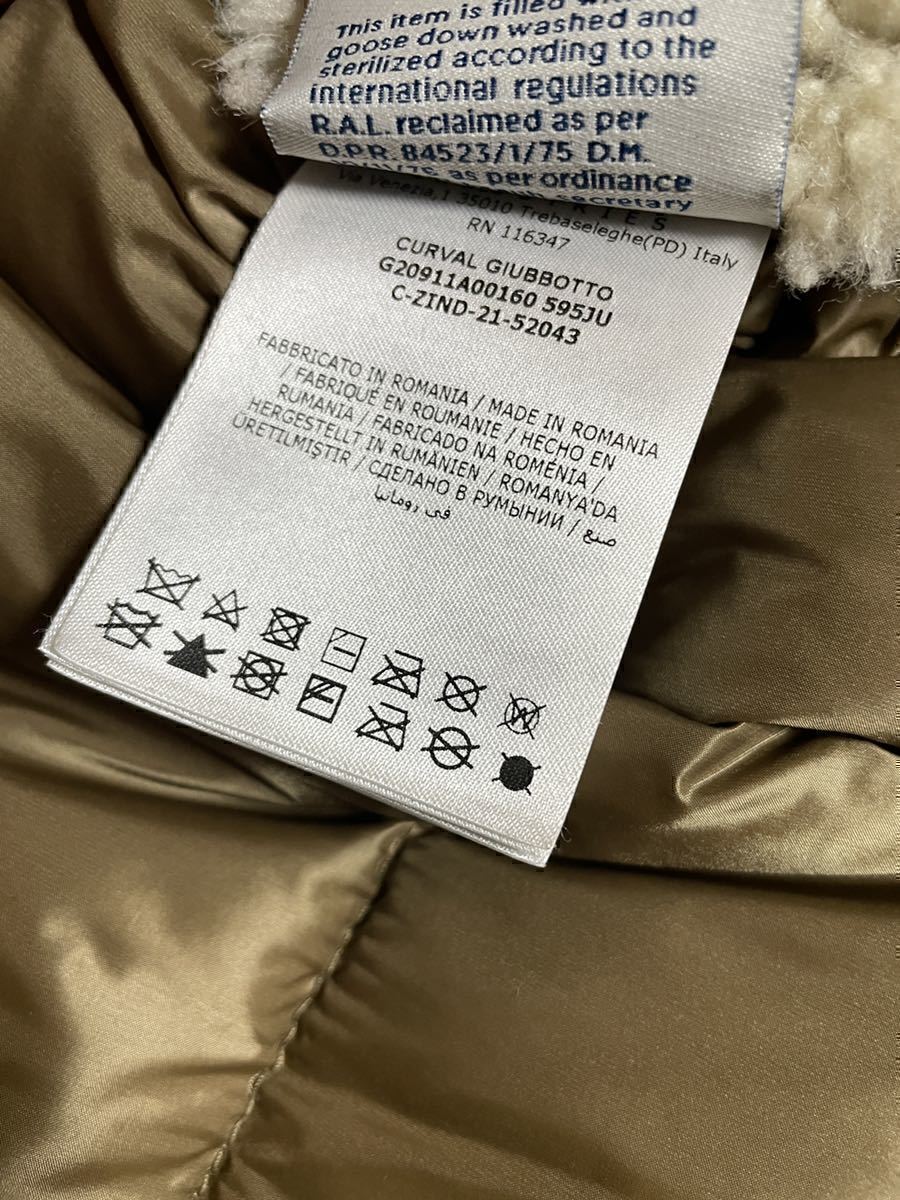 This item is filled
goose down washed and
sterilized according to the
international regulations
R.A.L. reclaimed as per
D.P.R. 84523/1/75 D.M.
as per ordinance
secretary
Via Venezia,1 35010 Trebaseleghe(PD) Italy
RN 116347
CURVAL GIUBBOTTO
G20911A00160 595JU
C-ZIND-21-52043
FABBRICATO IN ROMANIA / MADE IN ROMANIA
/ FABRIQUÉ EN ROUMANIE / HECHO EN
RUMANIA / FABRICADO NA ROMÉNIA /
HERGESTELLT IN RUMÄNIEN / ROMANYA'DA
ÜRETILMIŞTIR / СДЕЛАНО В РУМЫНИИ / صنع
في رومانيا
W